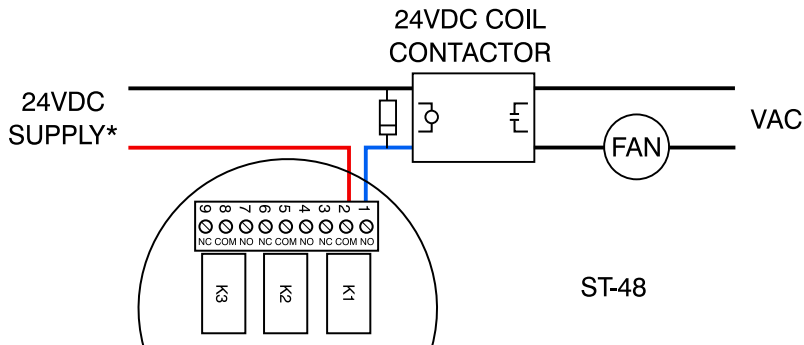 24VDC COIL
CONTACTOR
24VDC
SUPPLY*
VAC
FAN
9 8 7 6 5 4 3 2 1
NC COM NO NC COM NO NC COM NO
K3 K2 K1
ST-48